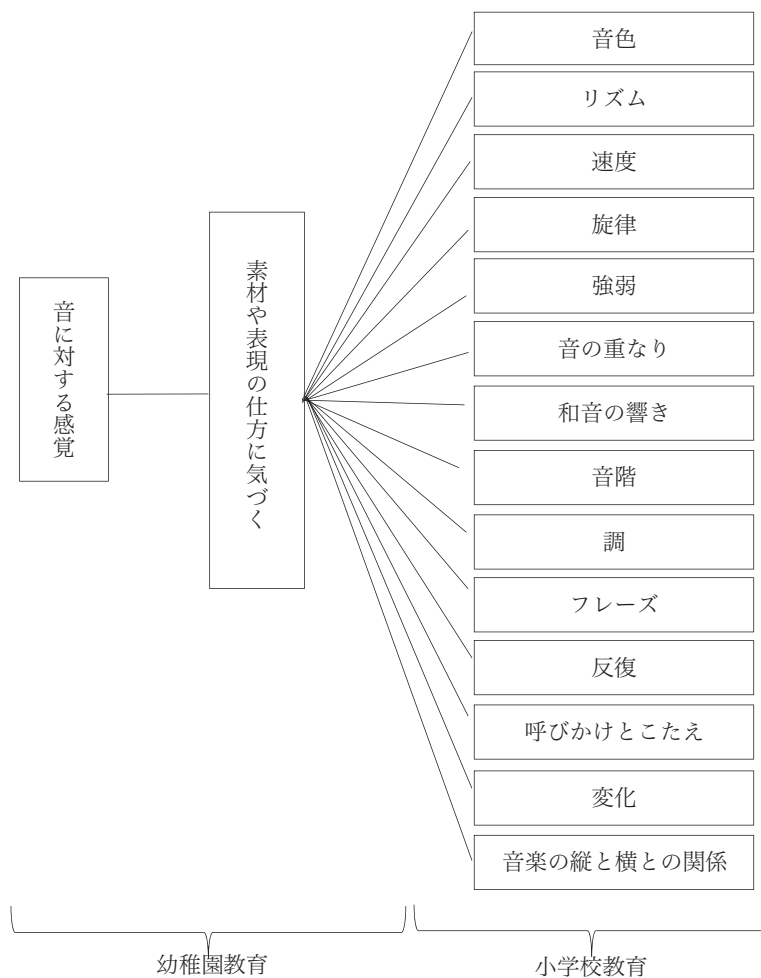 音に対する感覚
素材や表現の仕方に気づく
音色
リズム
速度
旋律
強弱
音の重なり
和音の響き
音階
調
フレーズ
反復
呼びかけとこたえ
変化
音楽の縦と横との関係
幼稚園教育
小学校教育